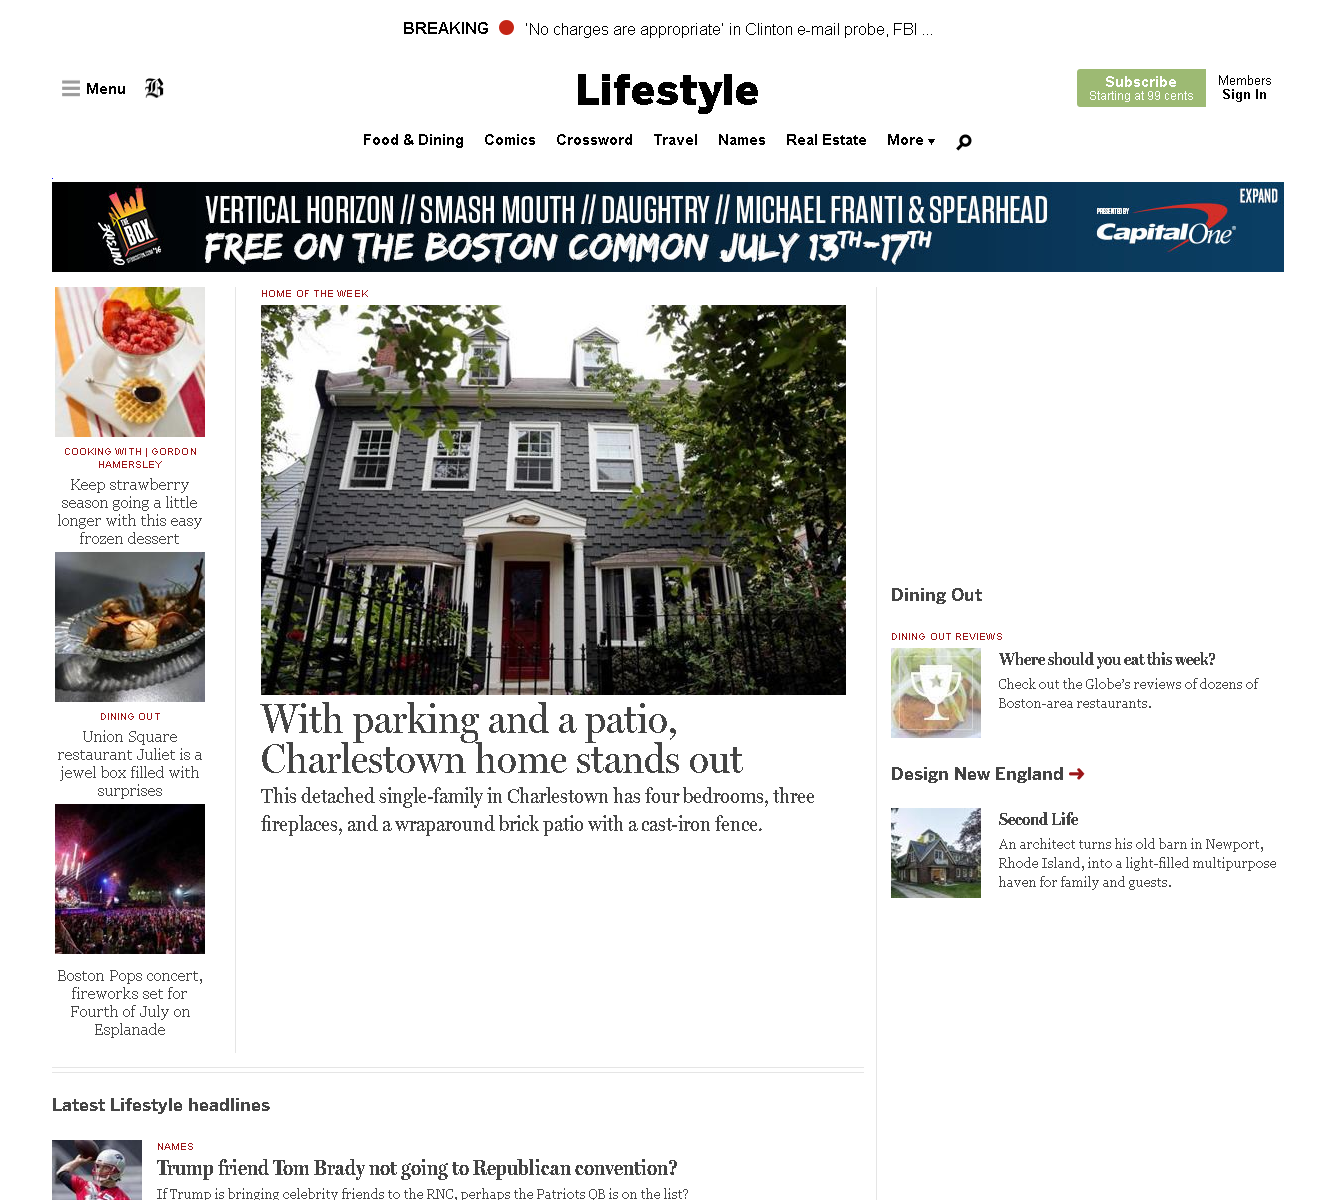 BREAKING 'No charges are appropriate' in Clinton e-mail probe, FBI ...
Menu B
Lifestyle
Subscribe
Starting at 99 cents
Members
Sign In
Food & Dining Comics Crossword Travel Names Real Estate More
OUTSIDE
THE
BOX
VERTICAL HORIZON // SMASH MOUTH // DAUGHTRY // MICHAEL FRANTI & SPEARHEAD
FREE ON THE BOSTON COMMON JULY 13TH-17TH
PRESENTED BY
Capital One
EXPAND
COOKING WITH | GORDON
HAMERSLEY
Keep strawberry
season going a little
longer with this easy
frozen dessert
DINING OUT
Union Square
restaurant Juliet is a
jewel box filled with
surprises
Boston Pops concert,
fireworks set for
Fourth of July on
Esplanade
HOME OF THE WEEK
With parking and a patio,
Charlestown home stands out
This detached single-family in Charlestown has four bedrooms, three
fireplaces, and a wraparound brick patio with a cast-iron fence.
Dining Out
DINING OUT REVIEWS
Where should you eat this week?
Check out the Globe's reviews of dozens of
Boston-area restaurants.
Design New England
Second Life
An architect turns his old barn in Newport,
Rhode Island, into a light-filled multipurpose
haven for family and guests.
Latest Lifestyle headlines
NAMES
Trump friend Tom Brady not going to Republican convention?
If Trump is bringing celebrity friends to the RNC, perhaps the Patriots QB is on the list?